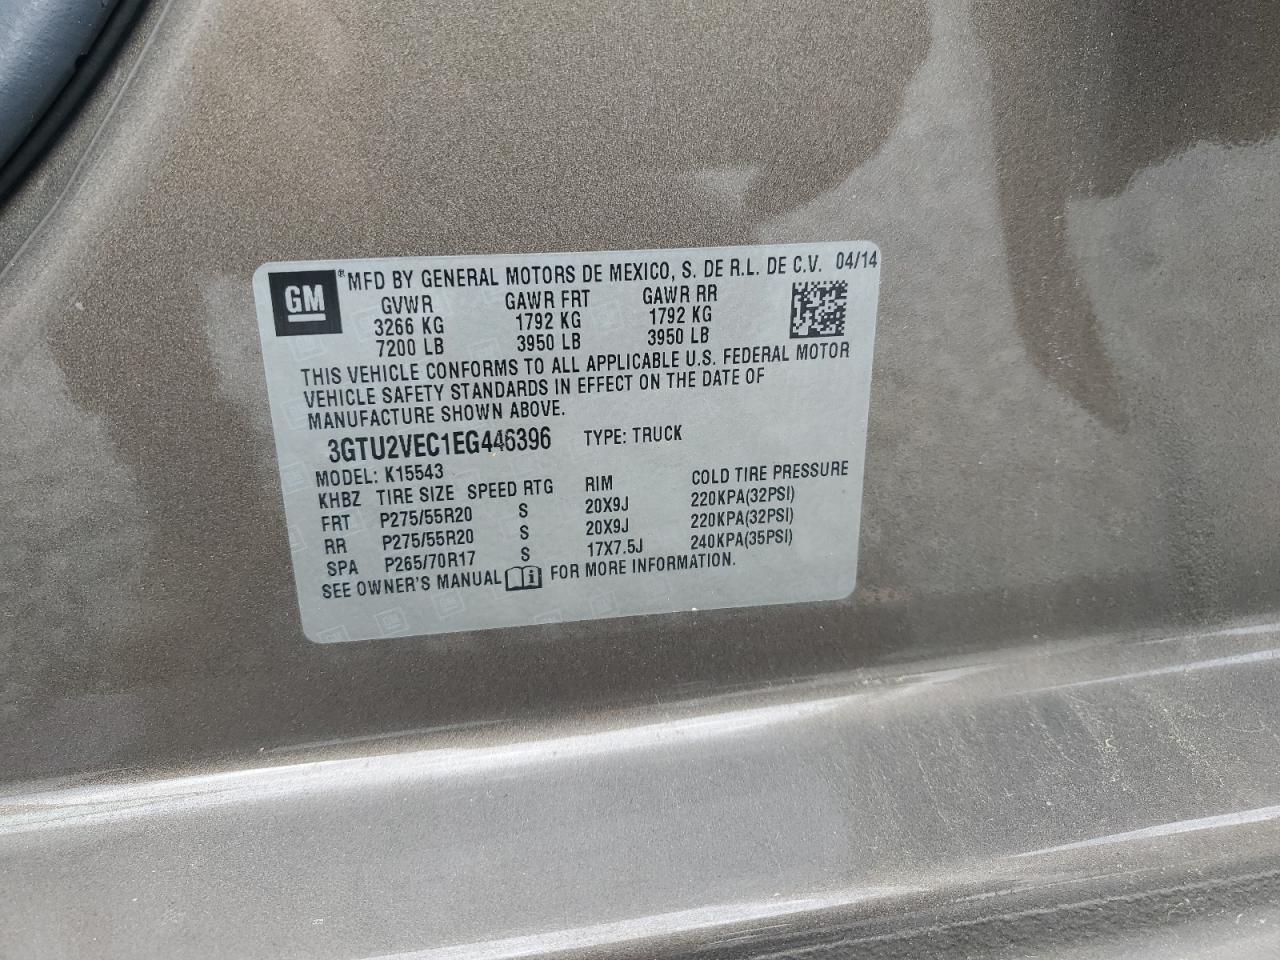 GM ® MFD BY GENERAL MOTORS DE MEXICO, S. DE R.L. DE C.V. 04/14
GVWR GAWR FRT GAWR RR
3266 KG 1792 KG 1792 KG
7200 LB 3950 LB 3950 LB
THIS VEHICLE CONFORMS TO ALL APPLICABLE U.S. FEDERAL MOTOR
VEHICLE SAFETY STANDARDS IN EFFECT ON THE DATE OF
MANUFACTURE SHOWN ABOVE.
3GTU2VEC1EG446396 TYPE: TRUCK
MODEL: K15543
KHBZ TIRE SIZE SPEED RTG RIM COLD TIRE PRESSURE
FRT P275/55R20 S 20X9J 220KPA(32PSI)
RR P275/55R20 S 20X9J 220KPA(32PSI)
SPA P265/70R17 S 17X7.5J 240KPA(35PSI)
SEE OWNER'S MANUAL i FOR MORE INFORMATION.